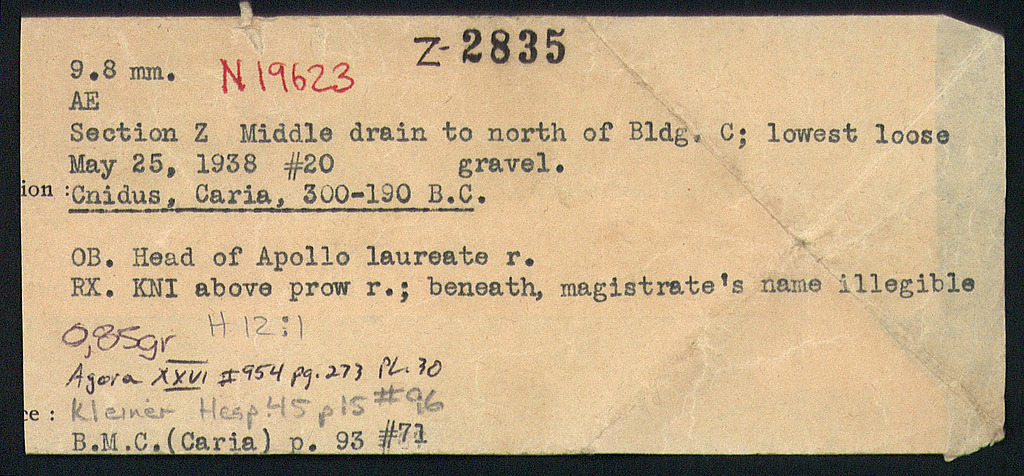 Z-2835
9.8 mm. N19623
AE
Section Z Middle drain to north of Bldg. C; lowest loose
May 25, 1938 #20 gravel.
ion : Cnidus, Caria, 300-190 B.C.
OB. Head of Apollo laureate r.
RX. KNI above prow r.; beneath, magistrate's name illegible
0,85gr H 12:1
Agora XXVI #954 pg. 273 PL. 30
ce : Kleiner Hesp. 45 p 15 #96
B.M.C.(Caria) p. 93 #71